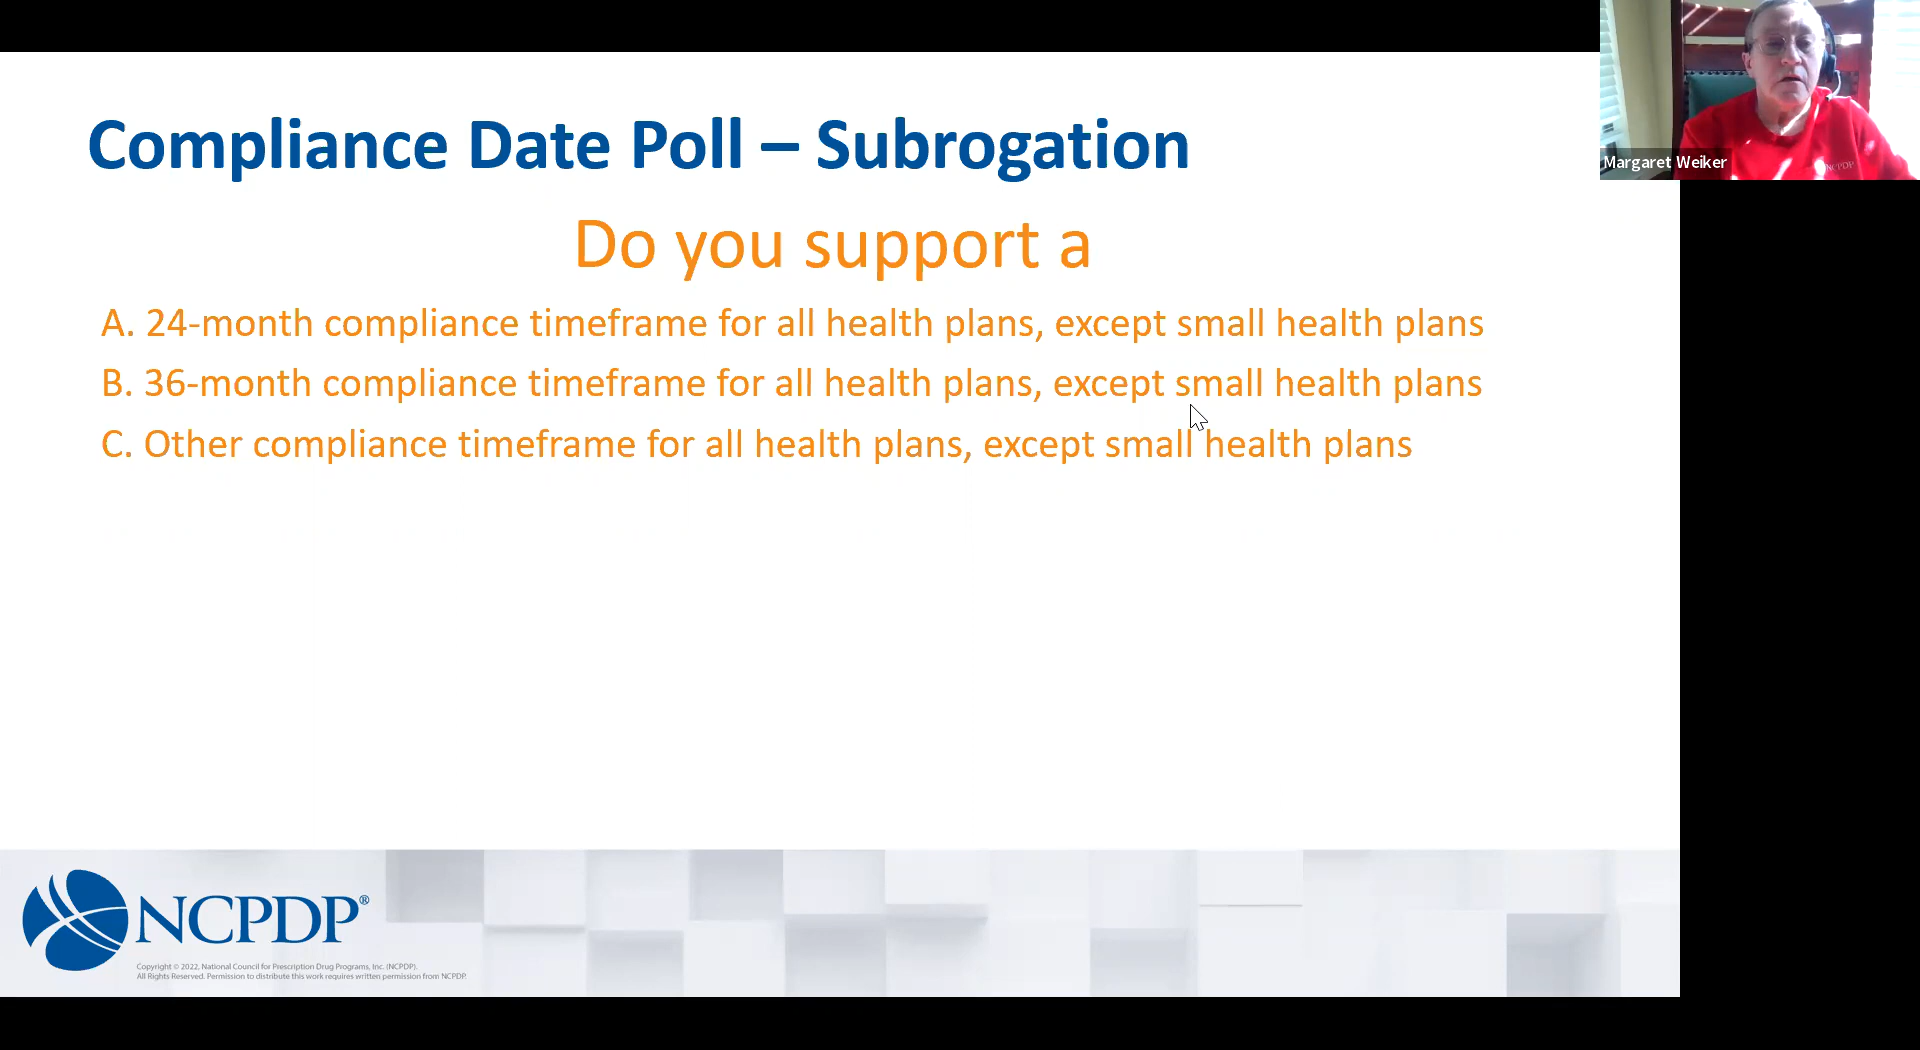 Compliance Date Poll – Subrogation
Do you support a
A. 24-month compliance timeframe for all health plans, except small health plans
B. 36-month compliance timeframe for all health plans, except small health plans
C. Other compliance timeframe for all health plans, except small health plans
Margaret Weiker
NCPDP
NCPDP®
Copyright © 2022, National Council for Prescription Drug Programs, Inc. (NCPDP).
All Rights Reserved. Permission to distribute this work requires written permission from NCPDP.